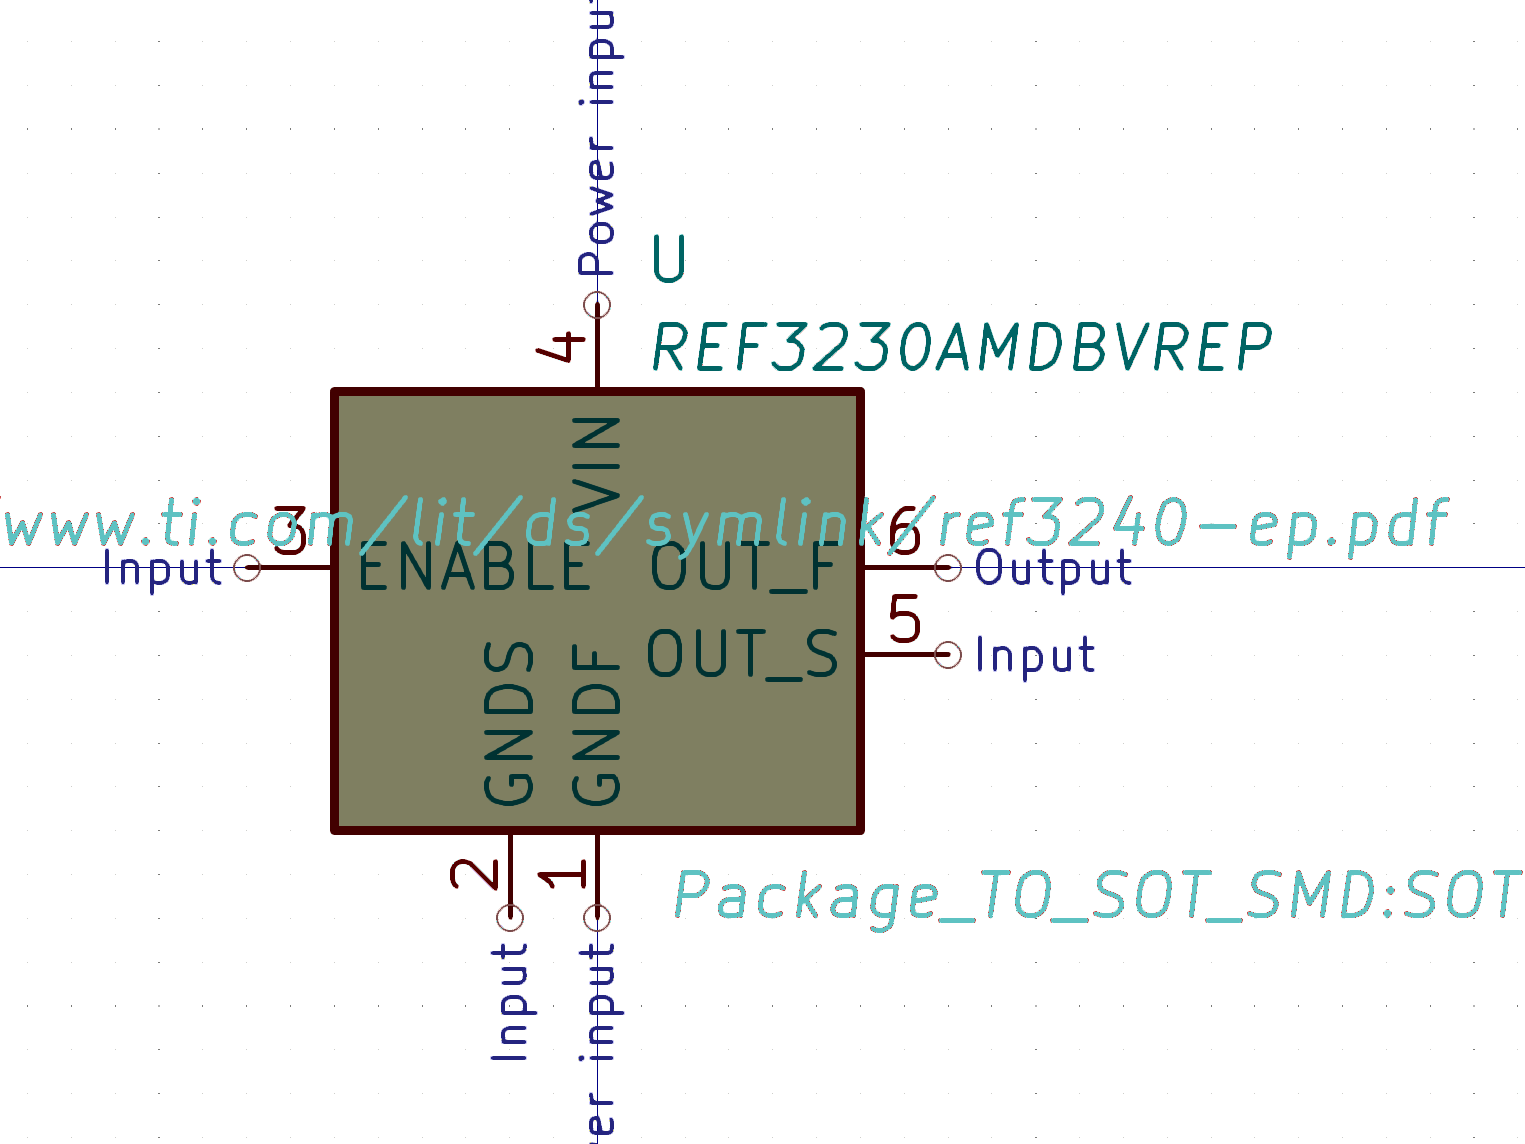 Power input
U
4
REF3230AMDBVREP
VIN
www.ti.com/lit/ds/symlink/ref3240-ep.pdf
3
6
Input
ENABLE
OUT_F
Output
5
OUT_S
Input
GNDS
GNDF
2
1
Package_TO_SOT_SMD:SOT
Input
input